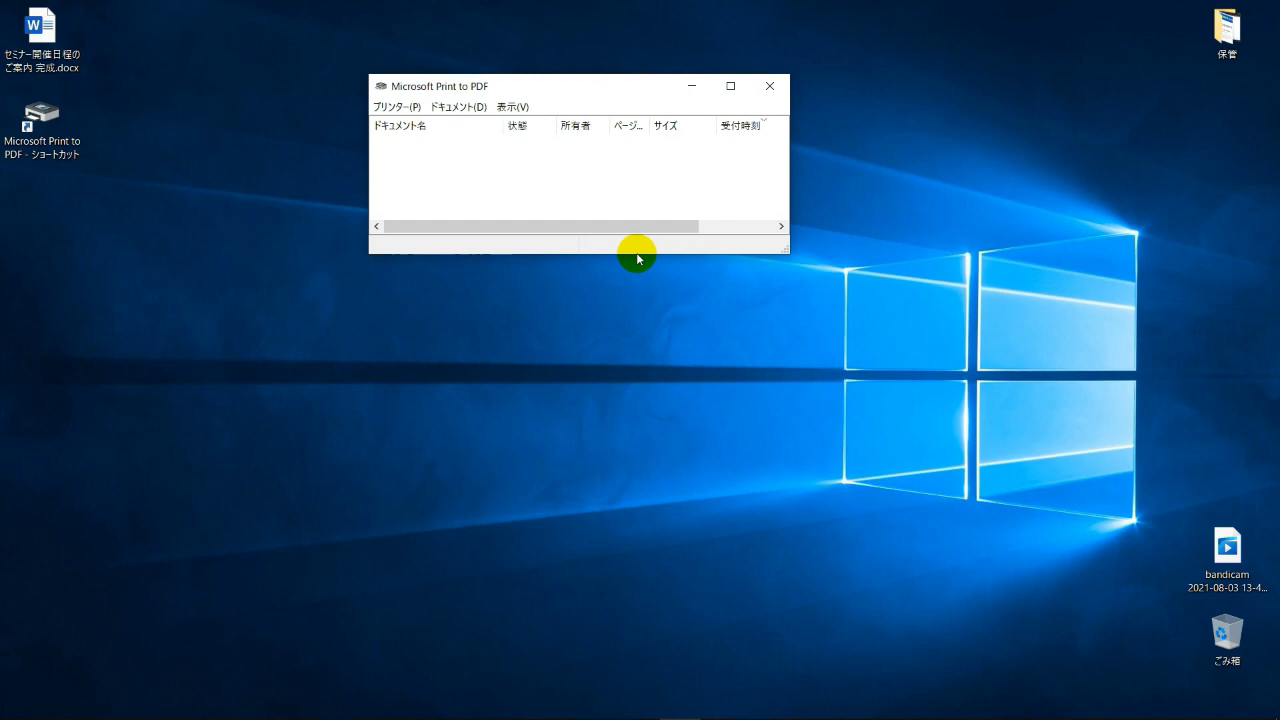 セミナー開催日程の
ご案内 完成.docx
Microsoft Print to
PDF - ショートカット
Microsoft Print to PDF
プリンター(P) ドキュメント(D) 表示(V)
ドキュメント名 状態 所有者 ページ... サイズ 受付時刻
保管
bandicam
2021-08-03 13-4...
ごみ箱